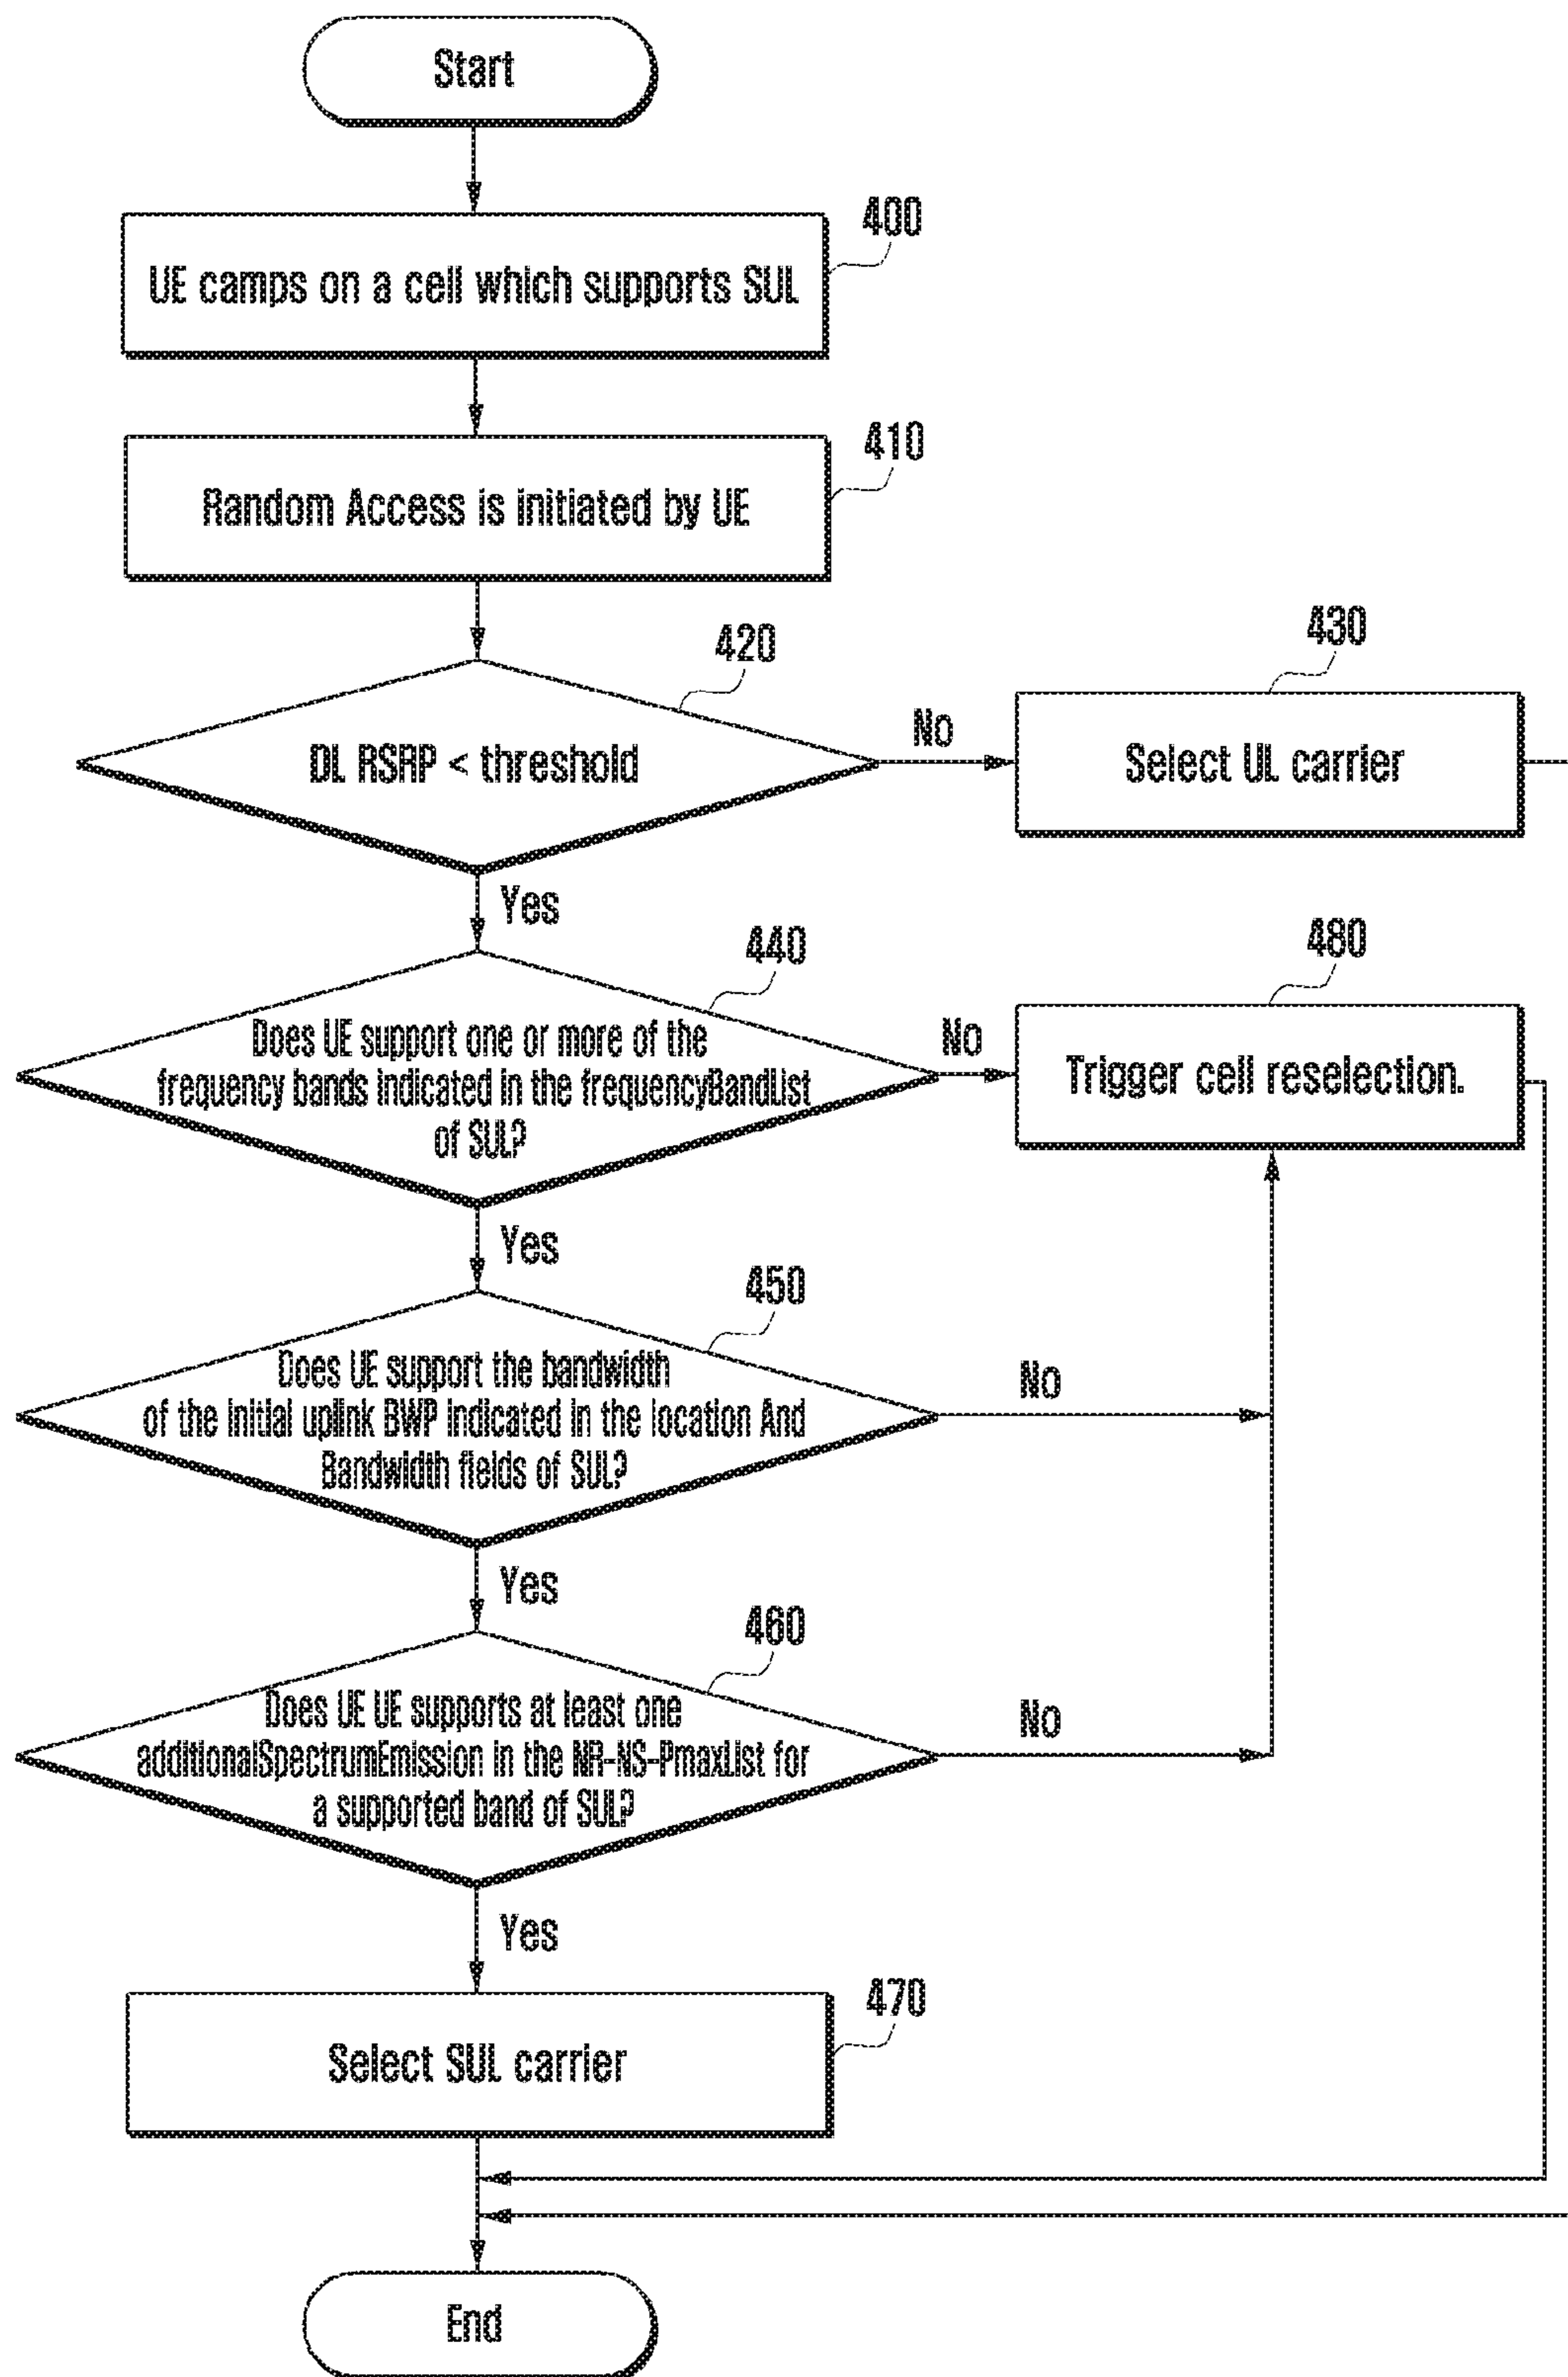 Start
400
UE camps on a cell which supports SUL
410
Random Access is initiated by UE
420
430
DL RSRP < threshold
No
Select UL carrier
Yes
440
480
Does UE support one or more of the
frequency bands indicated in the frequencyBandList
of SUL?
No
Trigger cell reselection.
Yes
450
Does UE support the bandwidth
of the initial uplink BWP indicated in the location And
Bandwidth fields of SUL?
No
Yes
460
Does UE UE supports at least one
additionalSpectrumEmission in the NR-NS-PmaxList for
a supported band of SUL?
No
Yes
470
Select SUL carrier
End